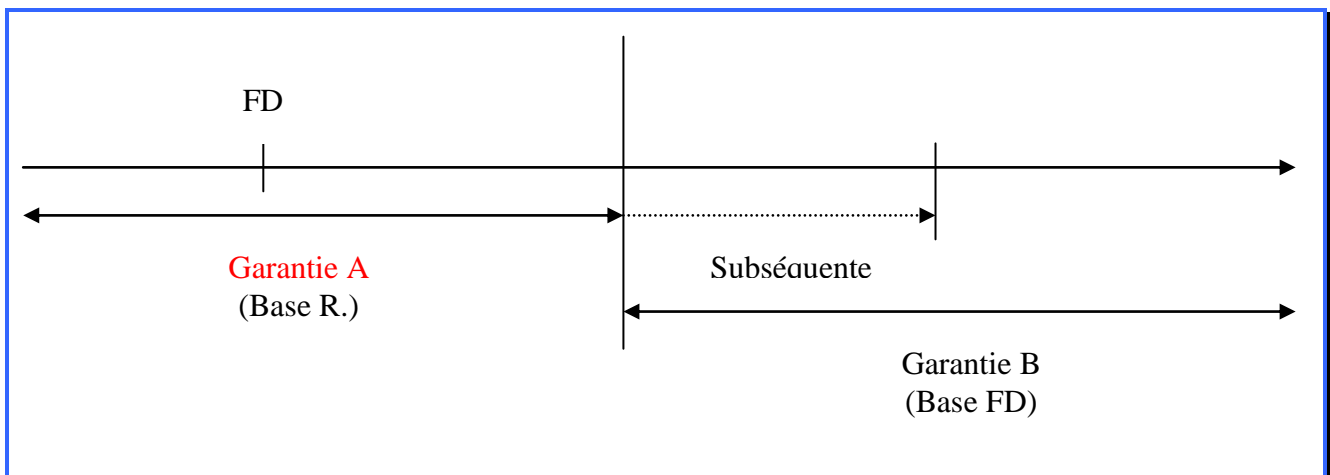 FD
Garantie A
(Base R.)
Subséquente
Garantie B
(Base FD)